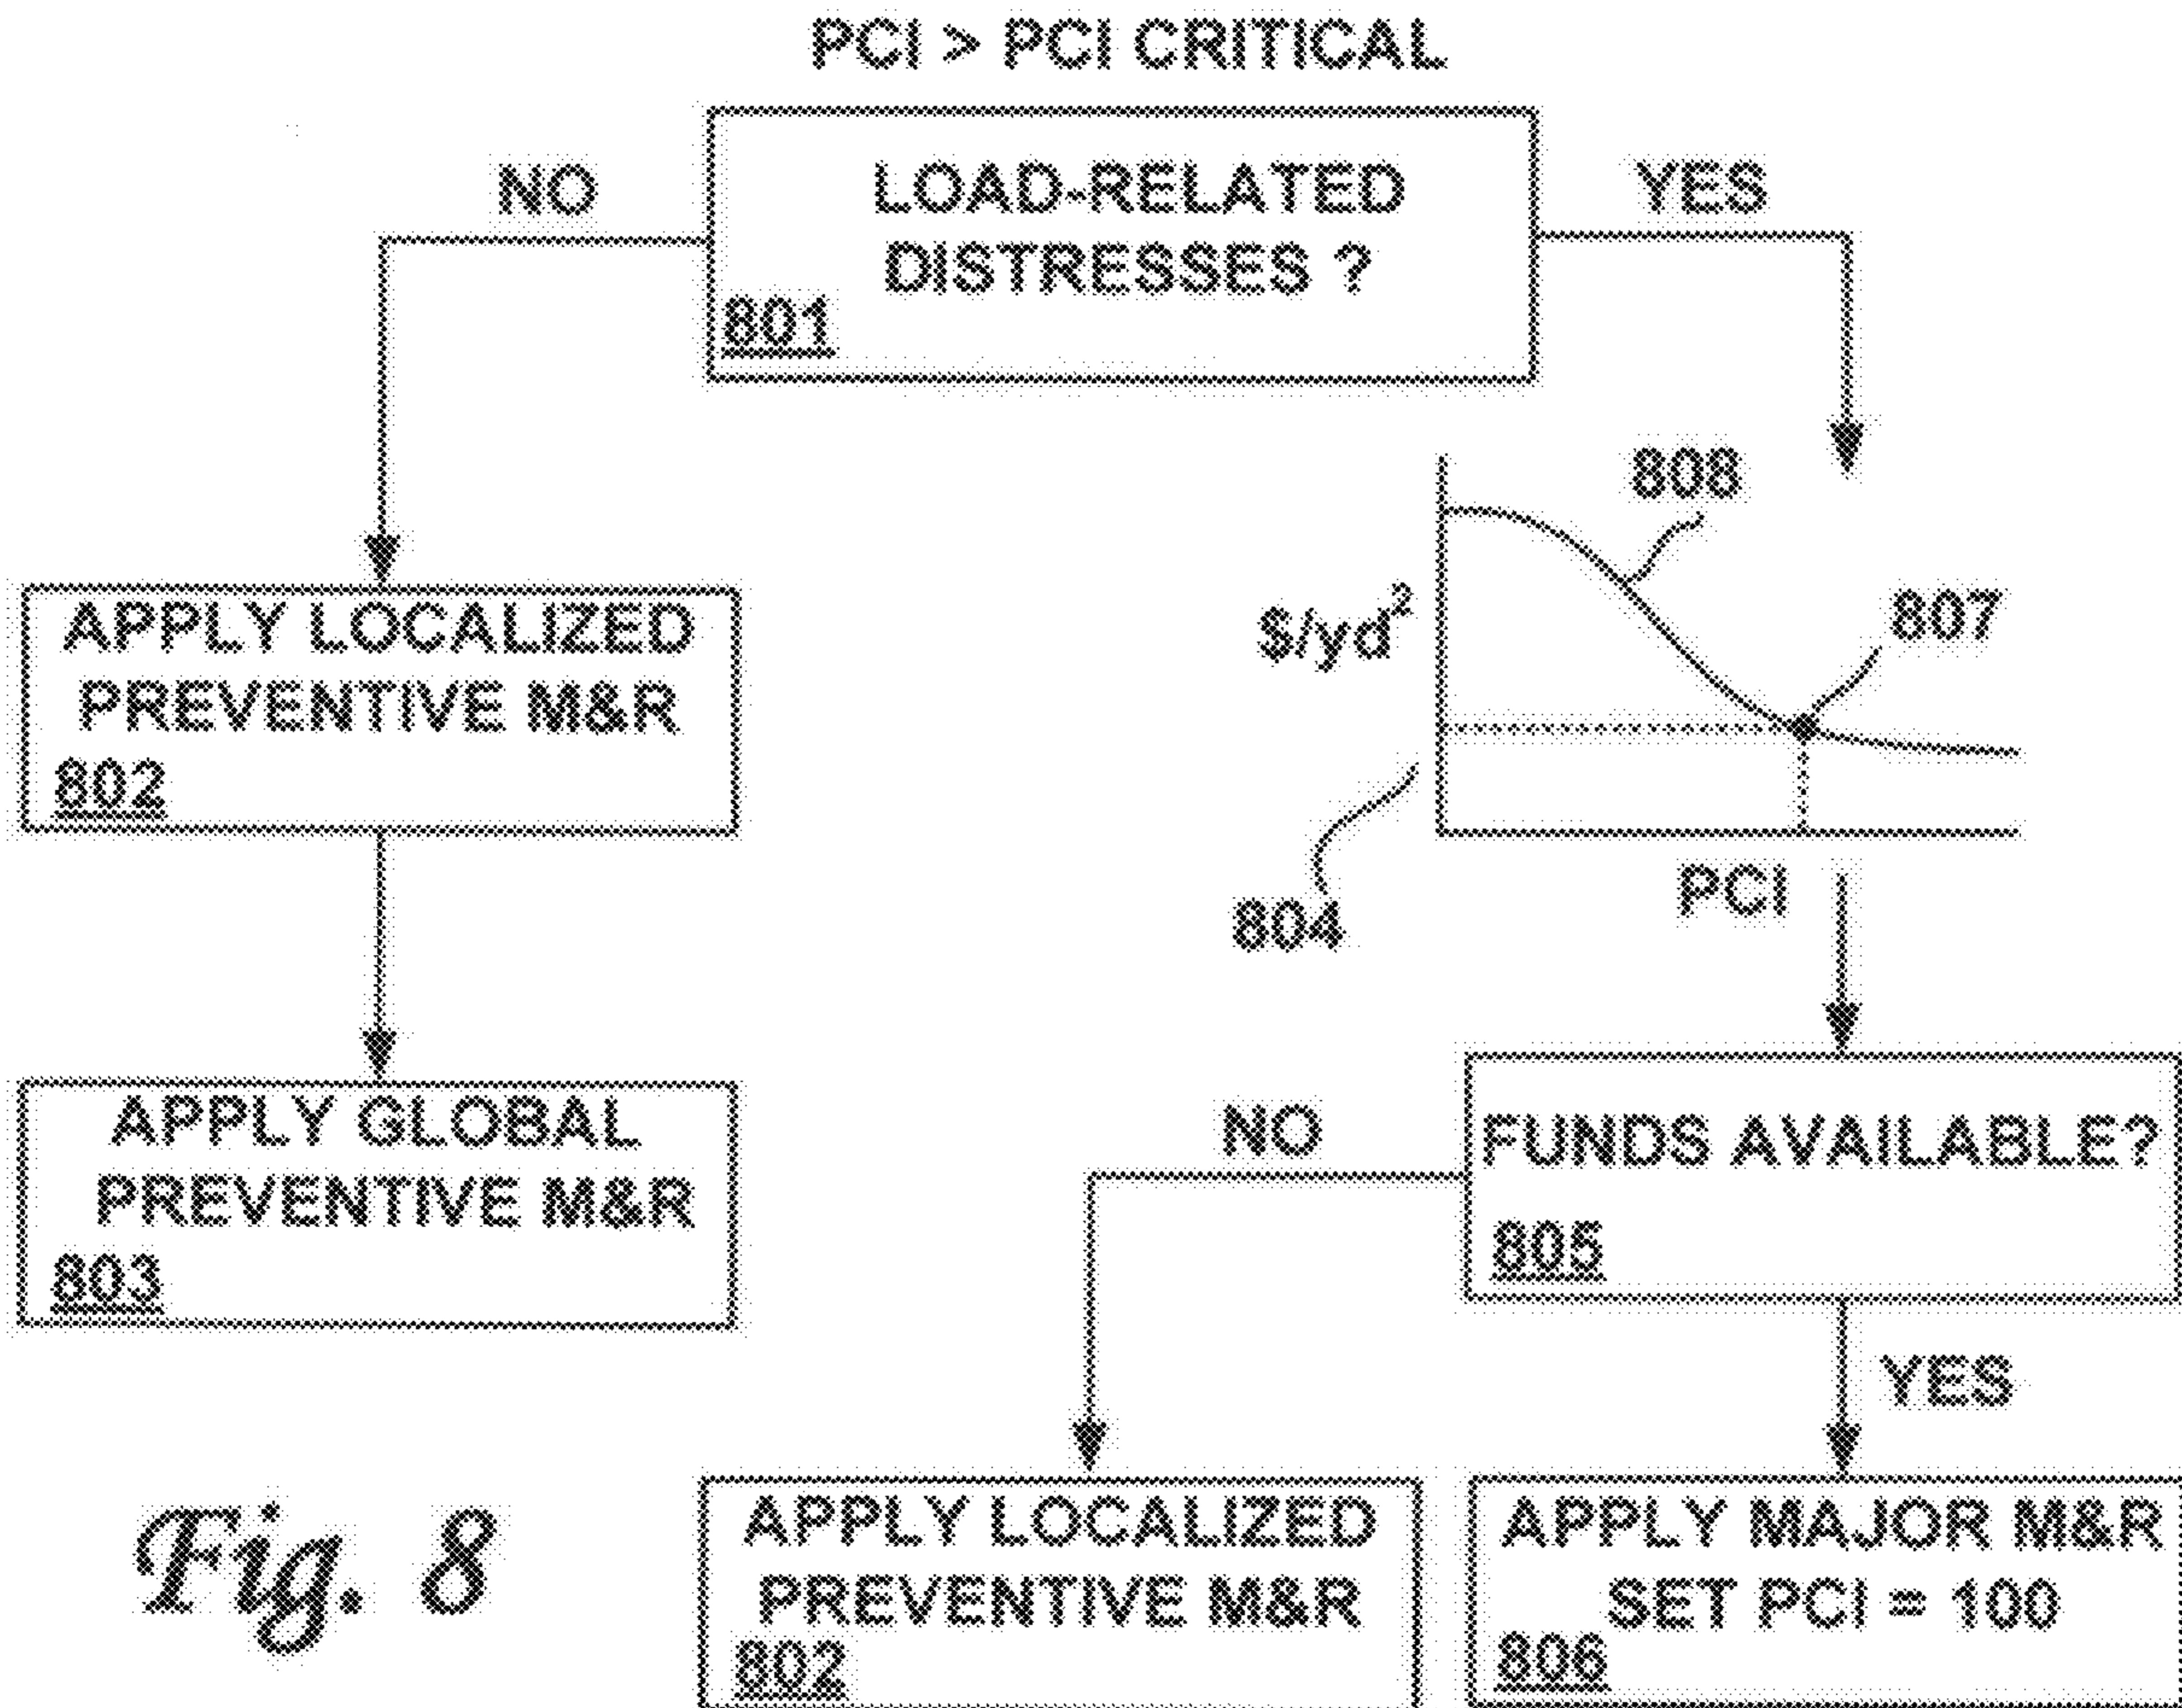 PCI > PCI CRITICAL
NO
LOAD-RELATED
DISTRESSES ?
801
YES
808
$/yd²
807
804
PCI
APPLY LOCALIZED
PREVENTIVE M&R
802
APPLY GLOBAL
PREVENTIVE M&R
803
NO
FUNDS AVAILABLE?
805
YES
APPLY LOCALIZED
PREVENTIVE M&R
802
APPLY MAJOR M&R
SET PCI = 100
806
Fig. 8